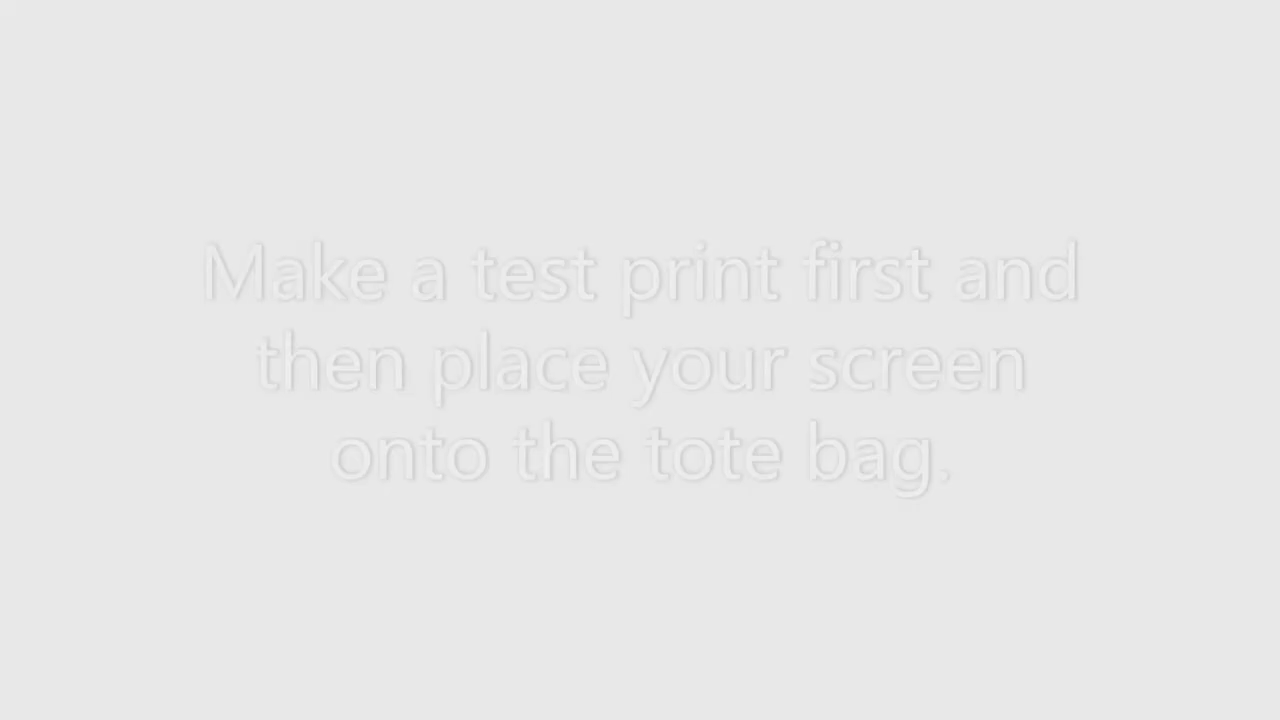 Make a test print first and
then place your screen
onto the tote bag.